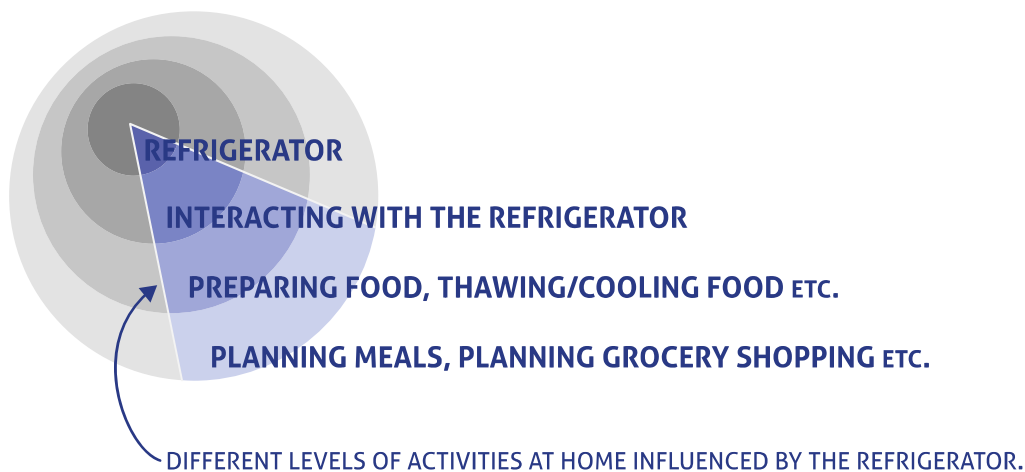 REFRIGERATOR
INTERACTING WITH THE REFRIGERATOR
PREPARING FOOD, THAWING/COOLING FOOD ETC.
PLANNING MEALS, PLANNING GROCERY SHOPPING ETC.
DIFFERENT LEVELS OF ACTIVITIES AT HOME INFLUENCED BY THE REFRIGERATOR.